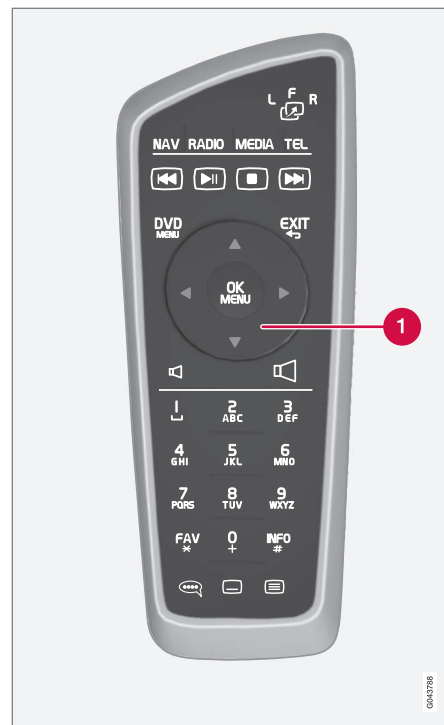 L F R
NAV RADIO MEDIA TEL
DVD EXIT
MENU
OK
MENU
1
1 2 3
ABC DEF
4 5 6
GHI JKL MNO
7 8 9
PQRS TUV WXYZ
FAV 0 INFO
* + #
G043788